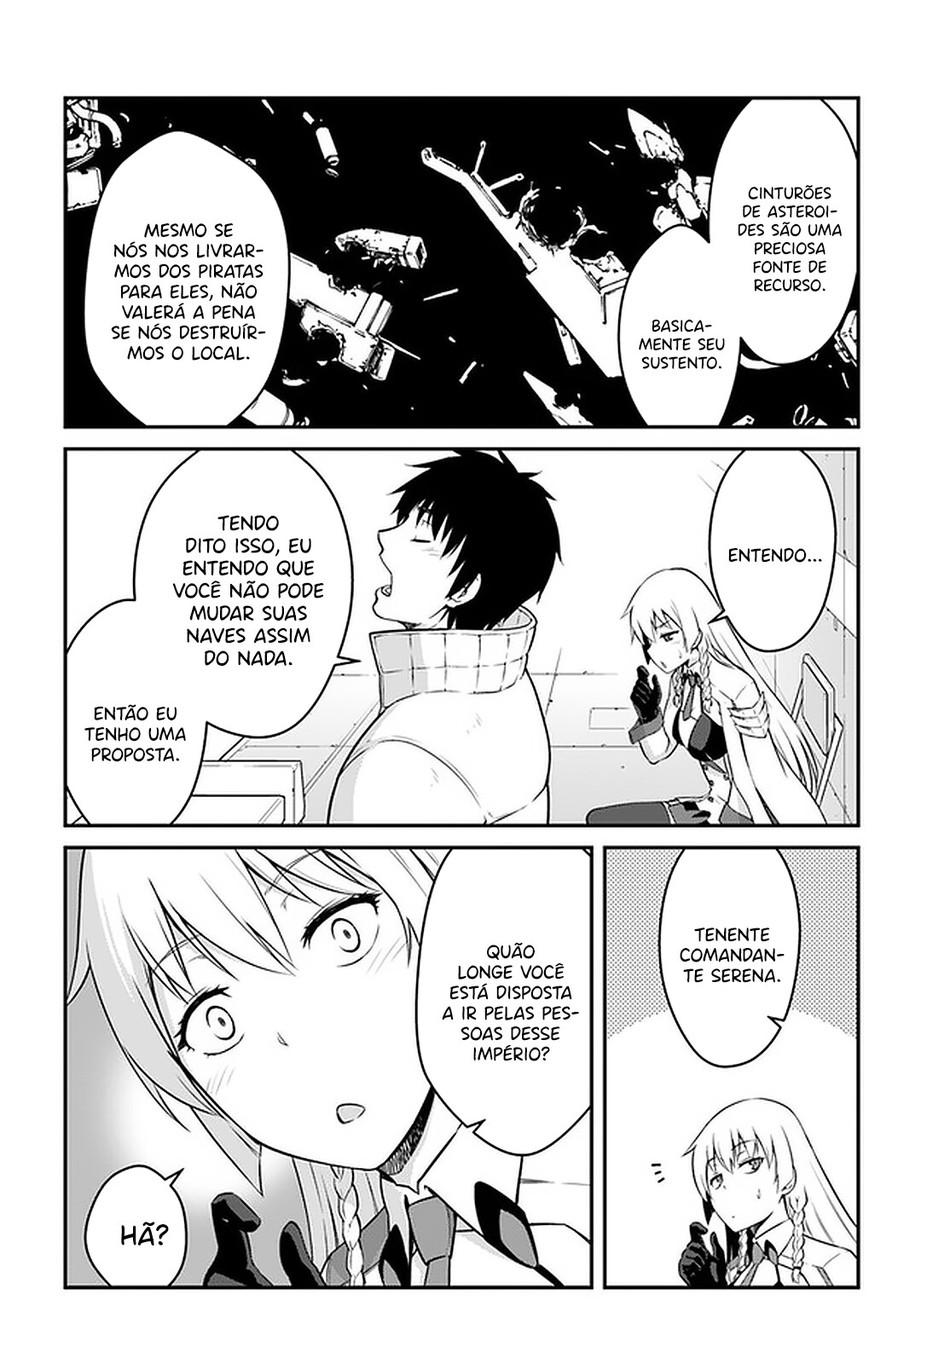 CINTURÕES
DE ASTEROI-
DES SÃO UMA
PRECIOSA
FONTE DE
RECURSO.
BASICA-
MENTE SEU
SUSTENTO.
MESMO SE
NÓS NOS LIVRAR-
MOS DOS PIRATAS
PARA ELES, NÃO
VALERÁ A PENA
SE NÓS DESTRUÍR-
MOS O LOCAL.
ENTENDO...
TENDO
DITO ISSO, EU
ENTENDO QUE
VOCÊ NÃO PODE
MUDAR SUAS
NAVES ASSIM
DO NADA.
ENTÃO EU
TENHO UMA
PROPOSTA.
TENENTE
COMANDAN-
TE SERENA.
QUÃO
LONGE VOCÊ
ESTÁ DISPOSTA
A IR PELAS PES-
SOAS DESSE
IMPÉRIO?
HÃ?